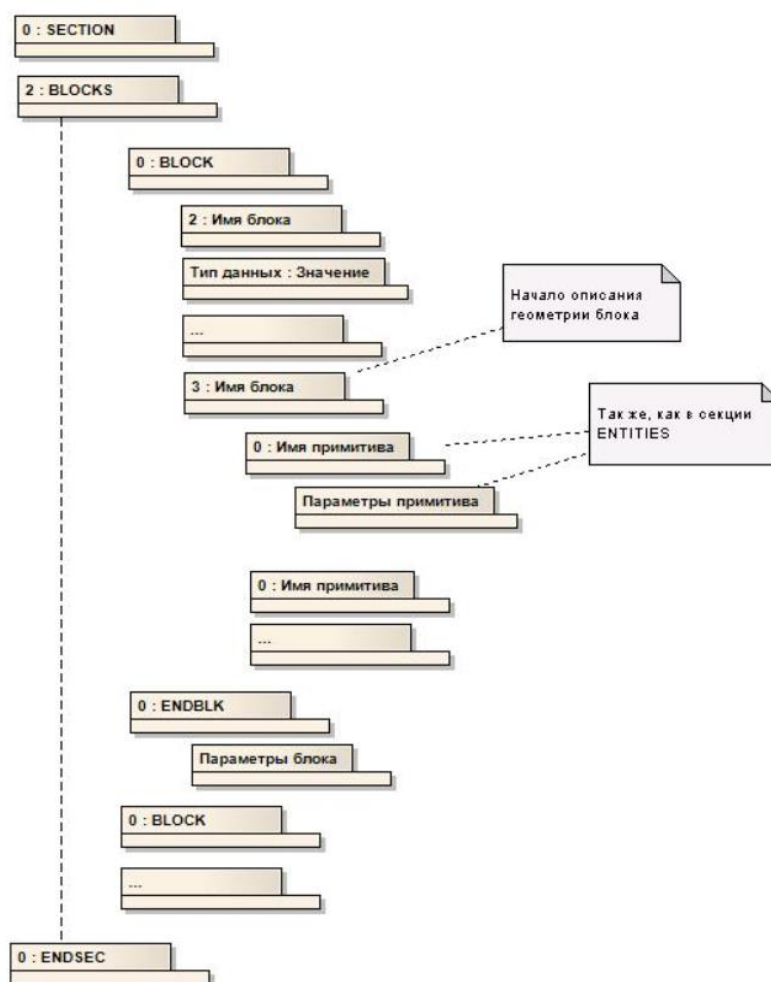 0 : SECTION
2 : BLOCKS
0 : BLOCK
2 : Имя блока
Тип данных : Значение
...
3 : Имя блока
Начало описания
геометрии блока
0 : Имя примитива
Параметры примитива
Так же, как в секции
ENTITIES
0 : Имя примитива
...
0 : ENDBLK
Параметры блока
0 : BLOCK
...
0 : ENDSEC